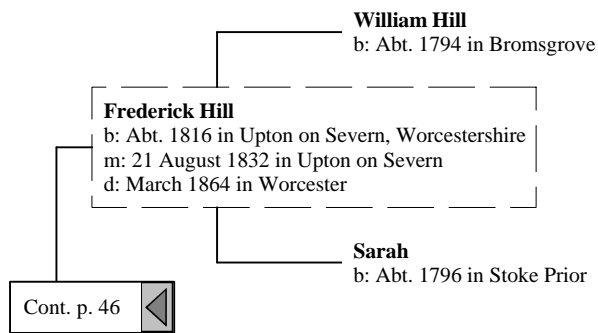 William Hill
b: Abt. 1794 in Bromsgrove
Frederick Hill
b: Abt. 1816 in Upton on Severn, Worcestershire
m: 21 August 1832 in Upton on Severn
d: March 1864 in Worcester
Sarah
b: Abt. 1796 in Stoke Prior
Cont. p. 46